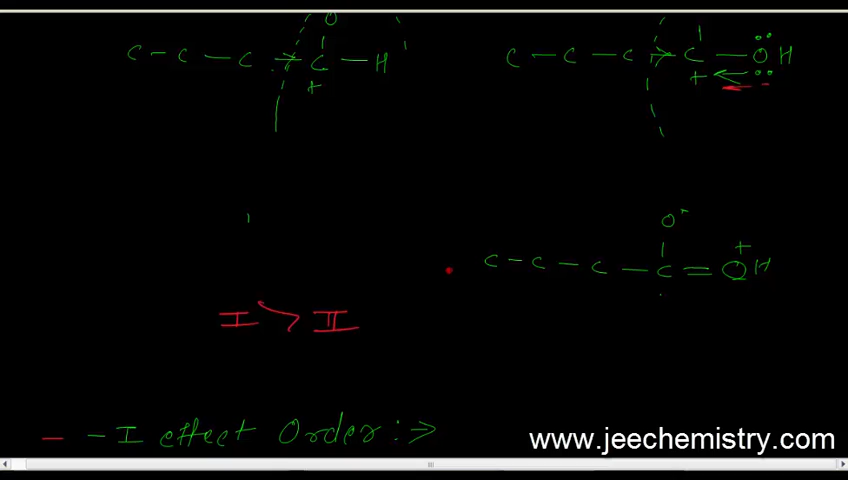 O
C - C - C - C - H
+
C - C - C - C - OH
+ -
O-
+
C - C - C - C = OH
I > II
- I effect Order :->
www.jeechemistry.com